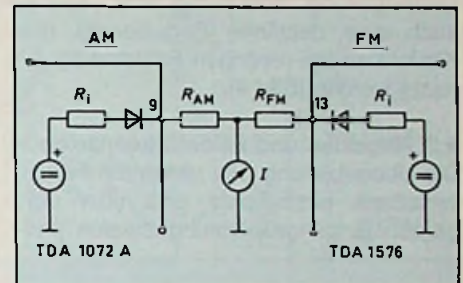 AM FM
Ri 9 RAM RFM 13 Ri
+ I +
TDA 1072 A TDA 1576